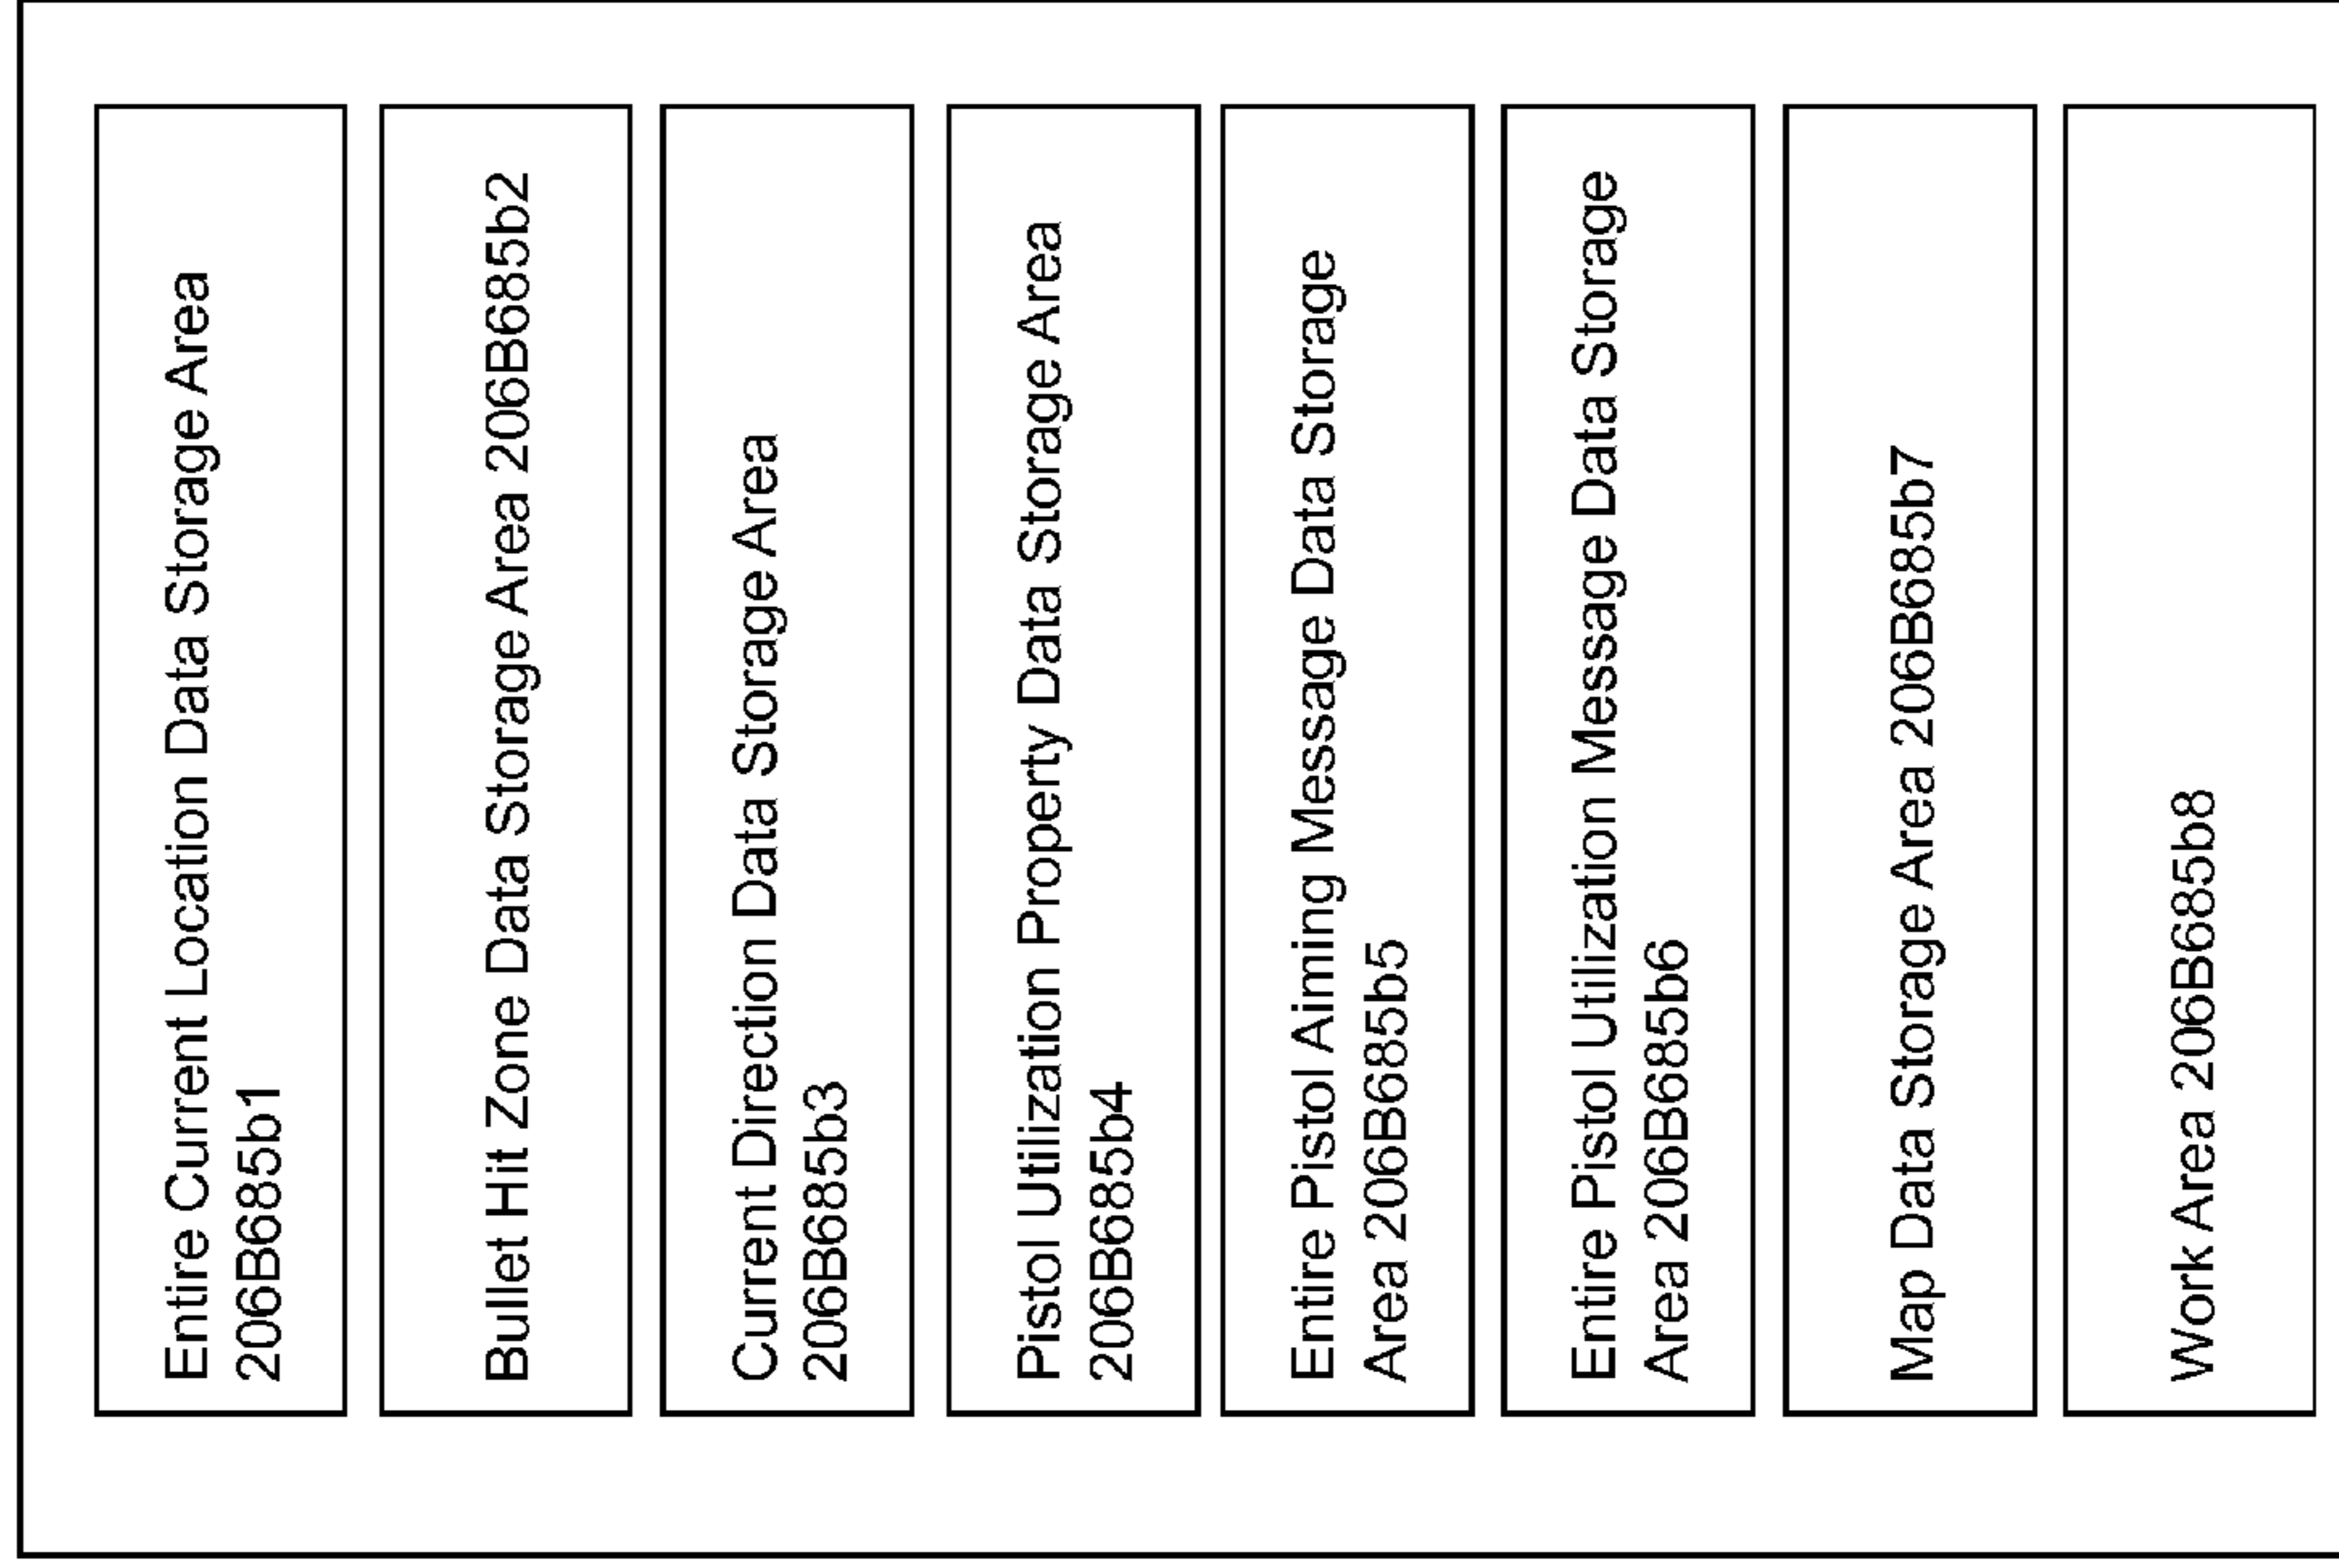 Entire Current Location Data Storage Area
206B685b1
Bullet Hit Zone Data Storage Area 206B685b2
Current Direction Data Storage Area
206B685b3
Pistol Utilization Property Data Storage Area
206B685b4
Entire Pistol Aiming Message Data Storage
Area 206B685b5
Entire Pistol Utilization Message Data Storage
Area 206B685b6
Map Data Storage Area 206B685b7
Work Area 206B685b8